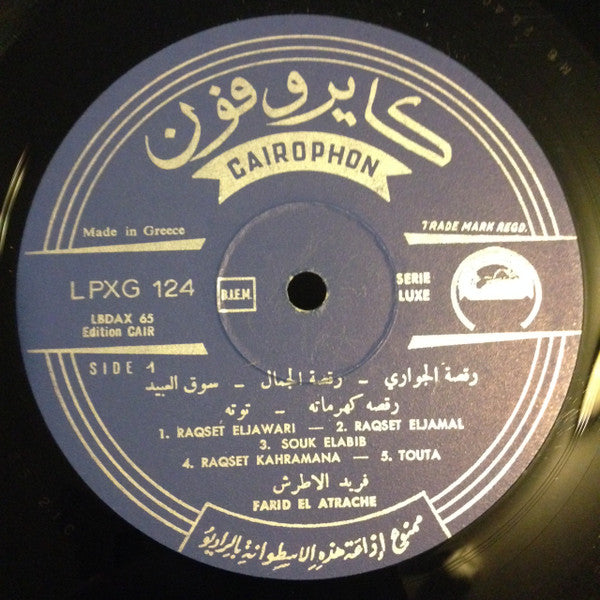 كايروفون
CAIROPHON
Made in Greece
TRADE MARK REGD.
LPXG 124
B.I.E.M.
SERIE
LUXE
LBDAX 65
Edition CAIR
SIDE 1
رقصة الجواري - رقصة الجمال - سوق العبيد
رقصه كهرمانه - توته
1. RAQSET ELJAWARI — 2. RAQSET ELJAMAL
3. SOUK ELABIB
4. RAQSET KAHRAMANA — 5. TOUTA
فريد الاطرش
FARID EL ATRACHE
ممنوع إذاعة هذه الاسطوانة بالراديو